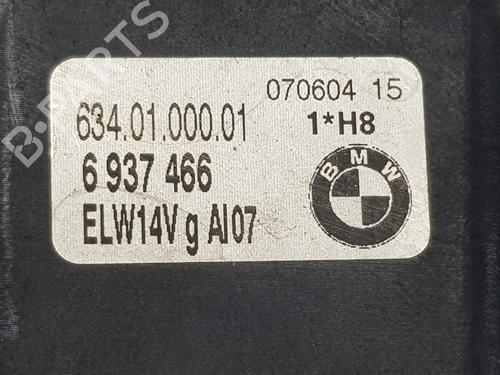 070604 15
634.01.000.01
1*H8
6 937 466
BMW
ELW14V g AI07
B-PARTS